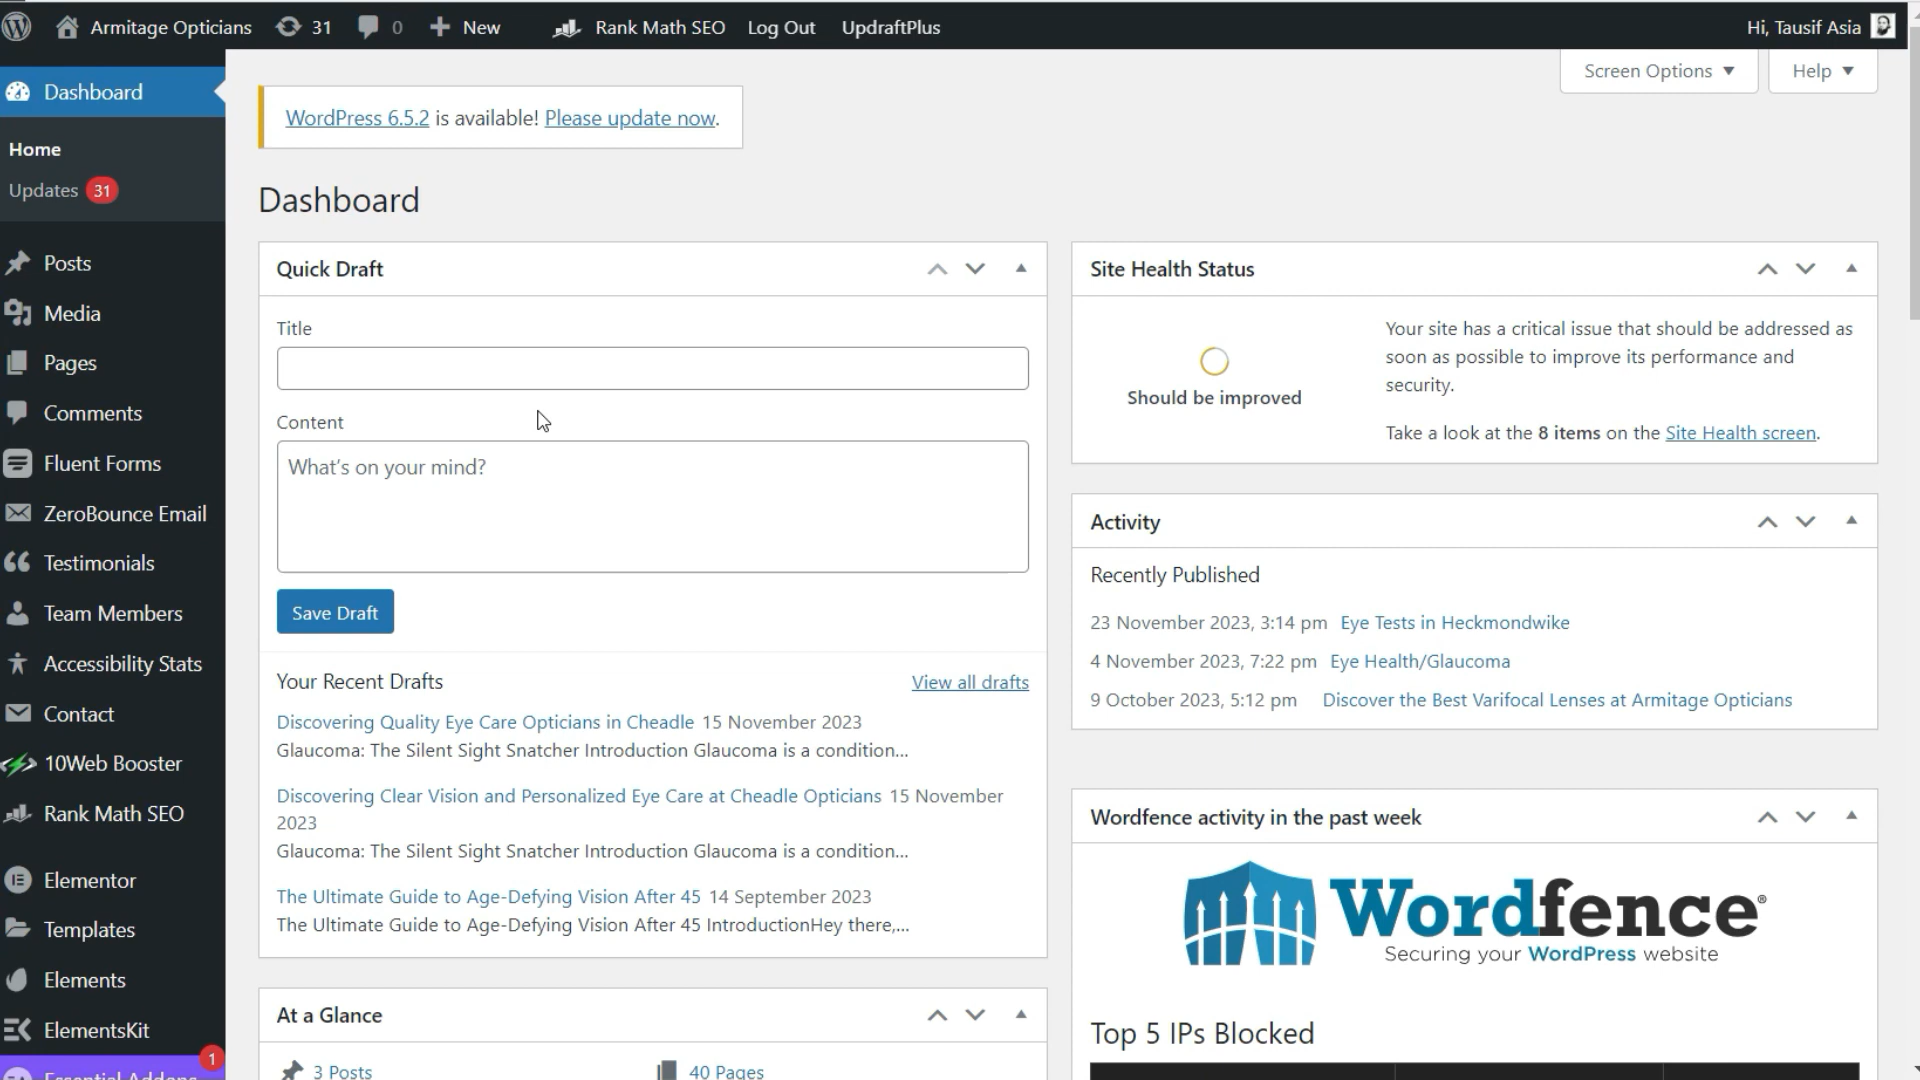 Armitage Opticians 31 0 New Rank Math SEO Log Out UpdraftPlus Hi, Tausif Asia
Screen Options Help
Dashboard
Home
Updates 31
Posts
Media
Pages
Comments
Fluent Forms
ZeroBounce Email
Testimonials
Team Members
Accessibility Stats
Contact
10Web Booster
Rank Math SEO
Elementor
Templates
Elements
ElementsKit
1
Essential Addons
WordPress 6.5.2 is available! Please update now.
Dashboard
Quick Draft
Title
Content
What's on your mind?
Save Draft
Your Recent Drafts View all drafts
Discovering Quality Eye Care Opticians in Cheadle 15 November 2023
Glaucoma: The Silent Sight Snatcher Introduction Glaucoma is a condition…
Discovering Clear Vision and Personalized Eye Care at Cheadle Opticians 15 November
2023
Glaucoma: The Silent Sight Snatcher Introduction Glaucoma is a condition…
The Ultimate Guide to Age-Defying Vision After 45 14 September 2023
The Ultimate Guide to Age-Defying Vision After 45 IntroductionHey there,…
At a Glance
3 Posts 40 Pages
Site Health Status
Should be improved
Your site has a critical issue that should be addressed as
soon as possible to improve its performance and
security.
Take a look at the 8 items on the Site Health screen.
Activity
Recently Published
23 November 2023, 3:14 pm Eye Tests in Heckmondwike
4 November 2023, 7:22 pm Eye Health/Glaucoma
9 October 2023, 5:12 pm Discover the Best Varifocal Lenses at Armitage Opticians
Wordfence activity in the past week
Wordfence®
Securing your WordPress website
Top 5 IPs Blocked